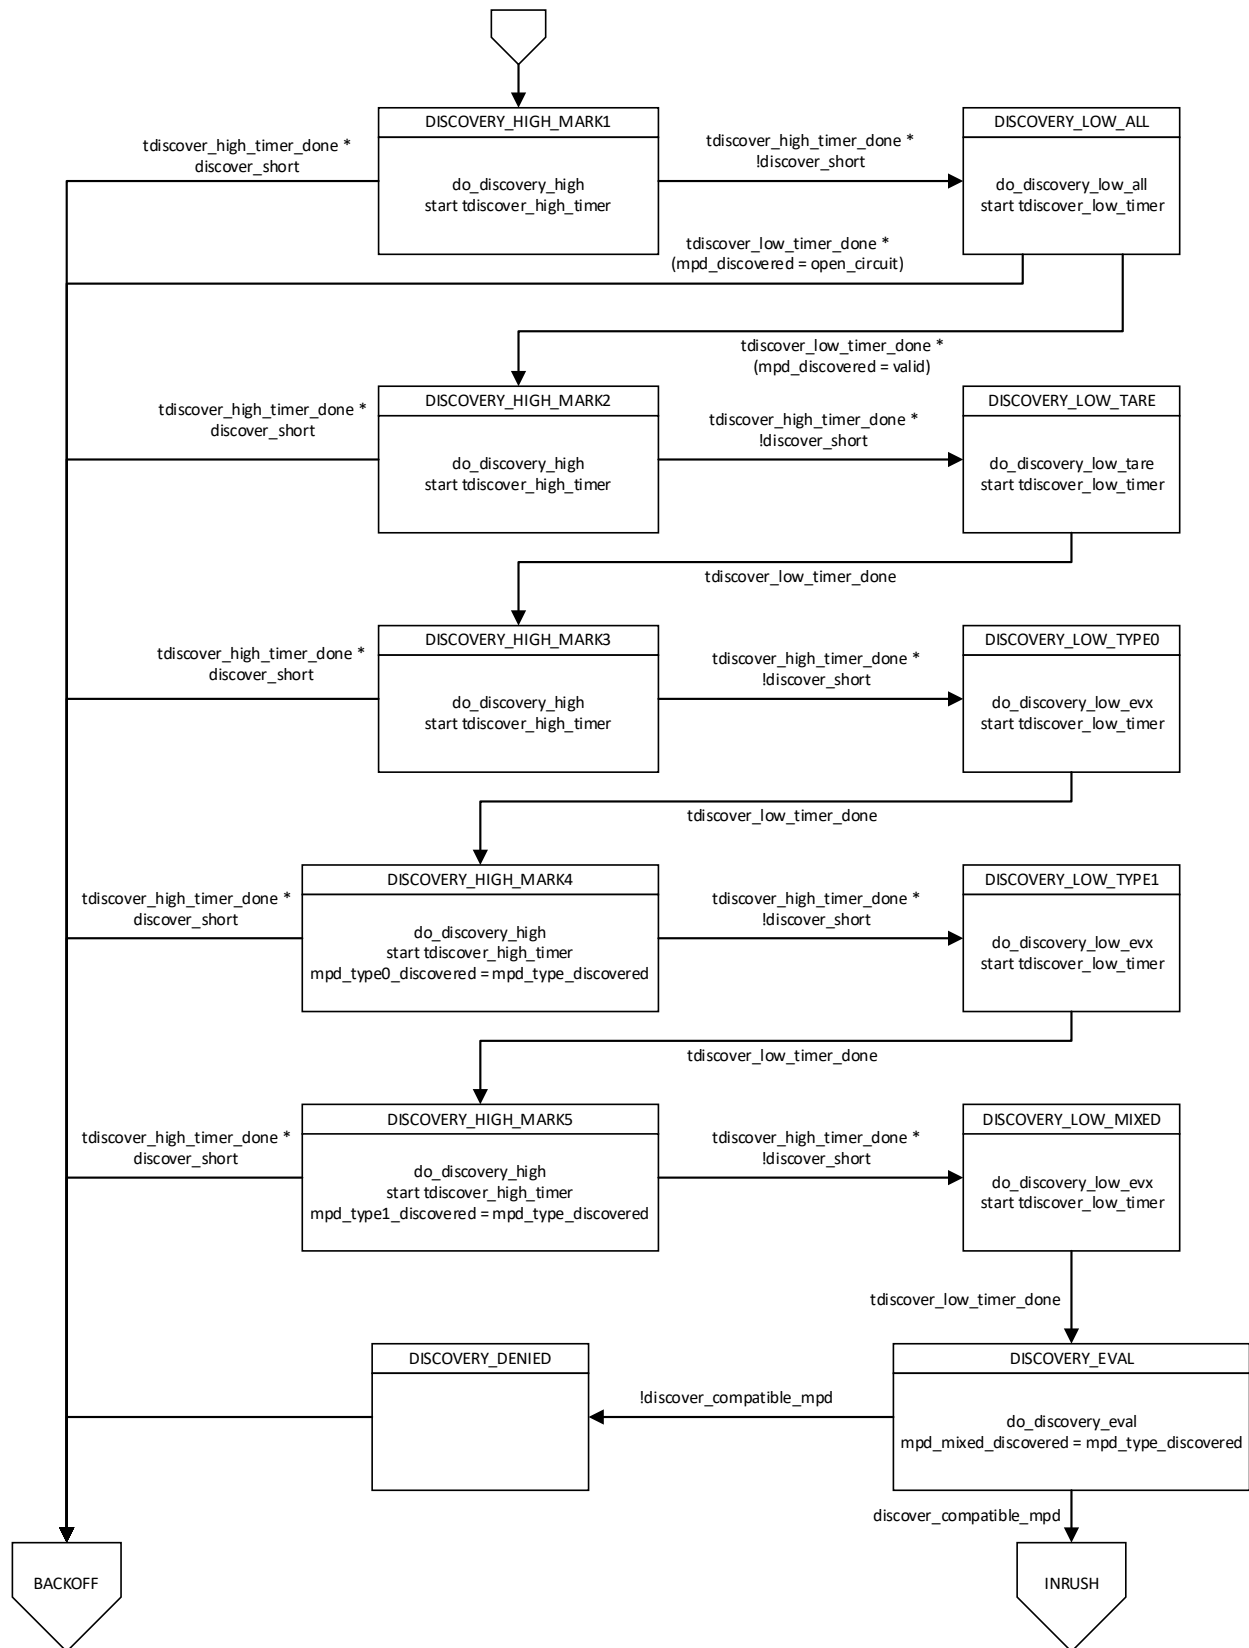 DISCOVERY_HIGH_MARK1
DISCOVERY_LOW_ALL
tdiscover_high_timer_done *
discover_short
do_discovery_high
start tdiscover_high_timer
tdiscover_high_timer_done *
!discover_short
do_discovery_low_all
start tdiscover_low_timer
tdiscover_low_timer_done *
(mpd_discovered = open_circuit)
tdiscover_low_timer_done *
(mpd_discovered = valid)
DISCOVERY_HIGH_MARK2
DISCOVERY_LOW_TARE
tdiscover_high_timer_done *
discover_short
do_discovery_high
start tdiscover_high_timer
tdiscover_high_timer_done *
!discover_short
do_discovery_low_tare
start tdiscover_low_timer
tdiscover_low_timer_done
DISCOVERY_HIGH_MARK3
DISCOVERY_LOW_TYPE0
tdiscover_high_timer_done *
discover_short
do_discovery_high
start tdiscover_high_timer
tdiscover_high_timer_done *
!discover_short
do_discovery_low_evx
start tdiscover_low_timer
tdiscover_low_timer_done
DISCOVERY_HIGH_MARK4
DISCOVERY_LOW_TYPE1
tdiscover_high_timer_done *
discover_short
do_discovery_high
start tdiscover_high_timer
mpd_type0_discovered = mpd_type_discovered
tdiscover_high_timer_done *
!discover_short
do_discovery_low_evx
start tdiscover_low_timer
tdiscover_low_timer_done
DISCOVERY_HIGH_MARK5
DISCOVERY_LOW_MIXED
tdiscover_high_timer_done *
discover_short
do_discovery_high
start tdiscover_high_timer
mpd_type1_discovered = mpd_type_discovered
tdiscover_high_timer_done *
!discover_short
do_discovery_low_evx
start tdiscover_low_timer
tdiscover_low_timer_done
DISCOVERY_DENIED
DISCOVERY_EVAL
!discover_compatible_mpd
do_discovery_eval
mpd_mixed_discovered = mpd_type_discovered
discover_compatible_mpd
BACKOFF
INRUSH